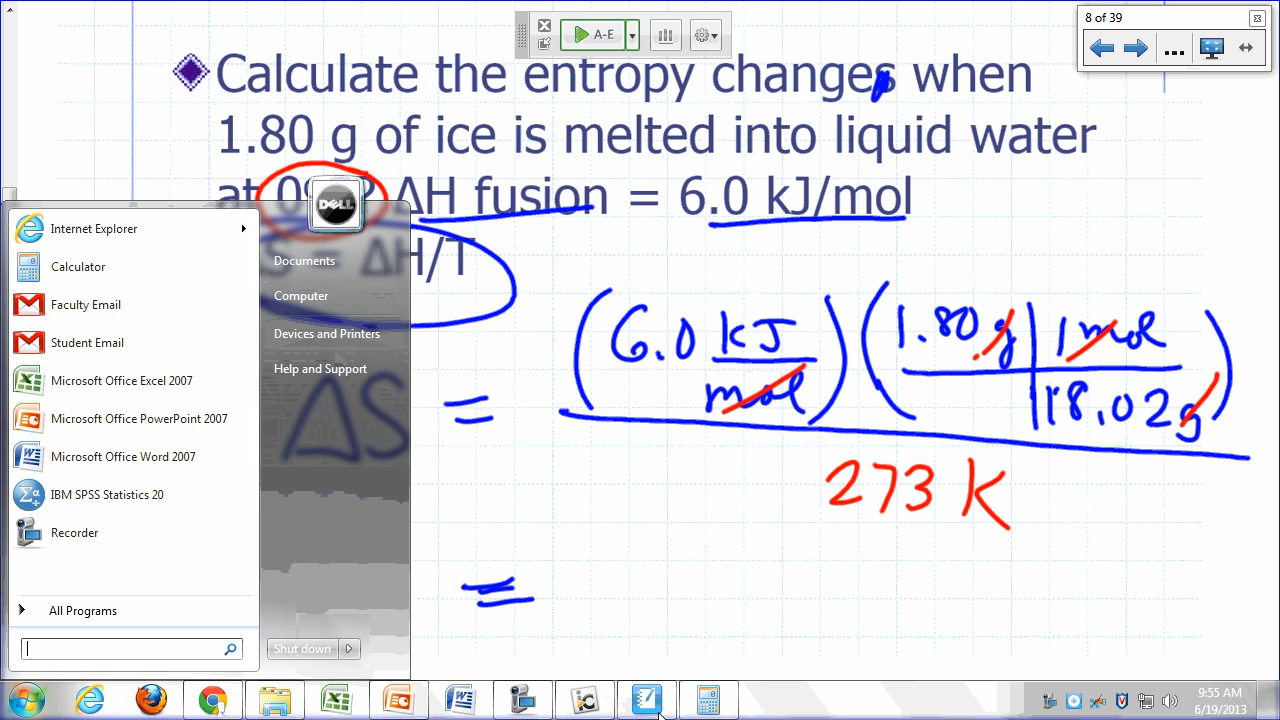 8 of 39
A-E
Calculate the entropy changes when
1.80 g of ice is melted into liquid water
at ΔH fusion = 6.0 kJ/mol
ΔH/T
DELL
Internet Explorer
Calculator
Faculty Email
Student Email
Microsoft Office Excel 2007
Microsoft Office PowerPoint 2007
Microsoft Office Word 2007
IBM SPSS Statistics 20
Recorder
All Programs
Documents
Computer
Devices and Printers
Help and Support
Shut down
ΔS
= (6.0 kJ/mol) (1.80 g | 1 mol / 18.02 g)
273 K
=
9:55 AM
6/19/2013